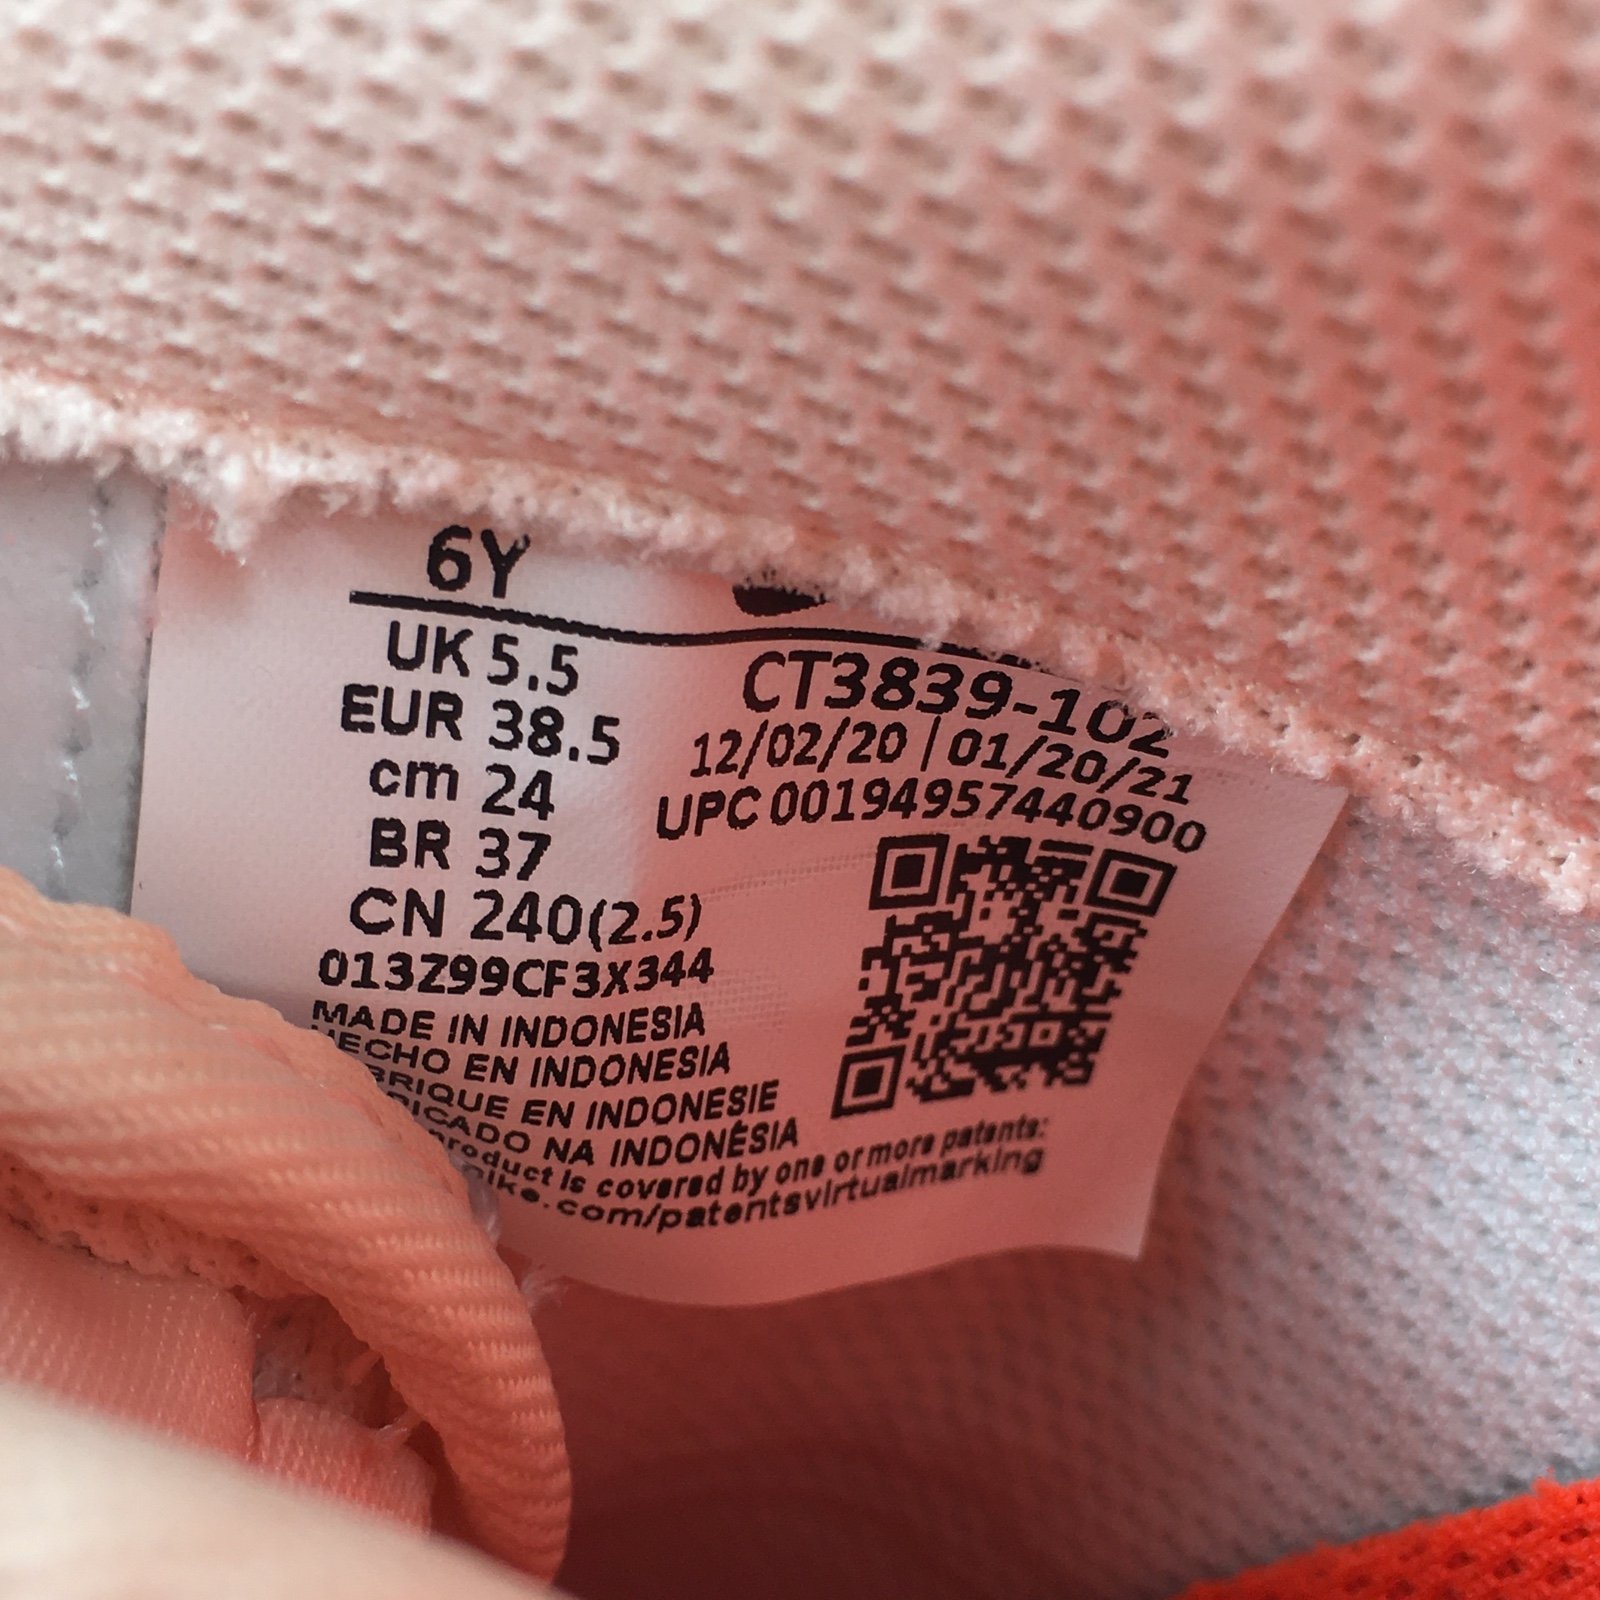 6Y
UK 5.5
EUR 38.5
cm 24
BR 37
CN 240(2.5)
013Z99CF3X344
MADE IN INDONESIA
HECHO EN INDONESIA
EN INDONESIE
NA INDONÉSIA
product is covered by one or more patents:
nike.com/patentsvirtualmarking
CT3839-102
12/02/20 | 01/20/21
UPC 00194957440900